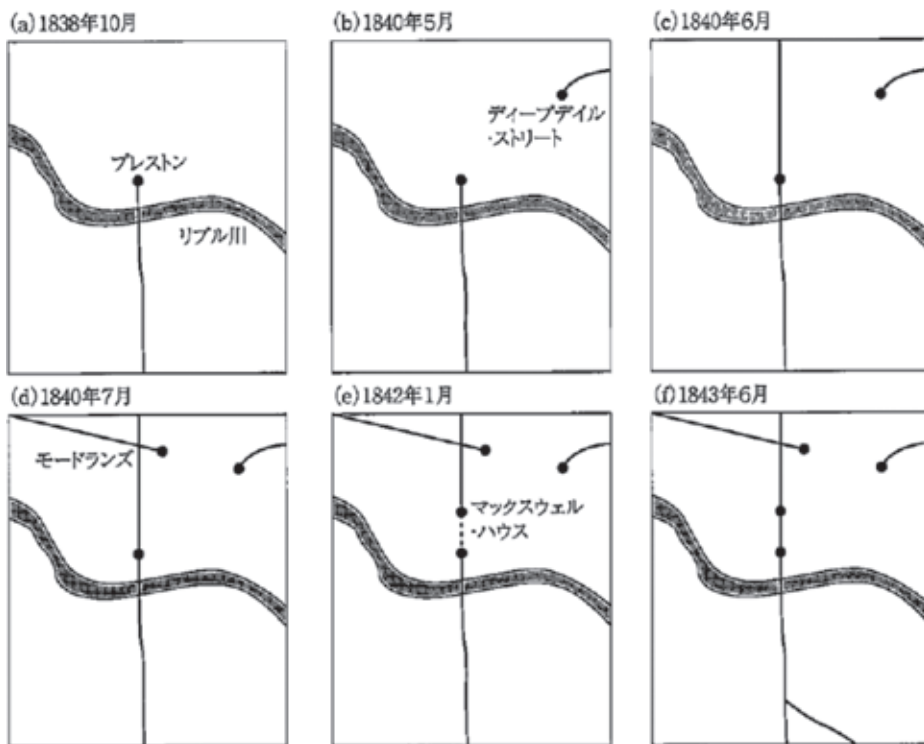 (a)1838年10月
(b)1840年5月
(c)1840年6月
プレストン
リブル川
ディープデイル
・ストリート
(d)1840年7月
(e)1842年1月
(f)1843年6月
モードランズ
マックスウェル
・ハウス